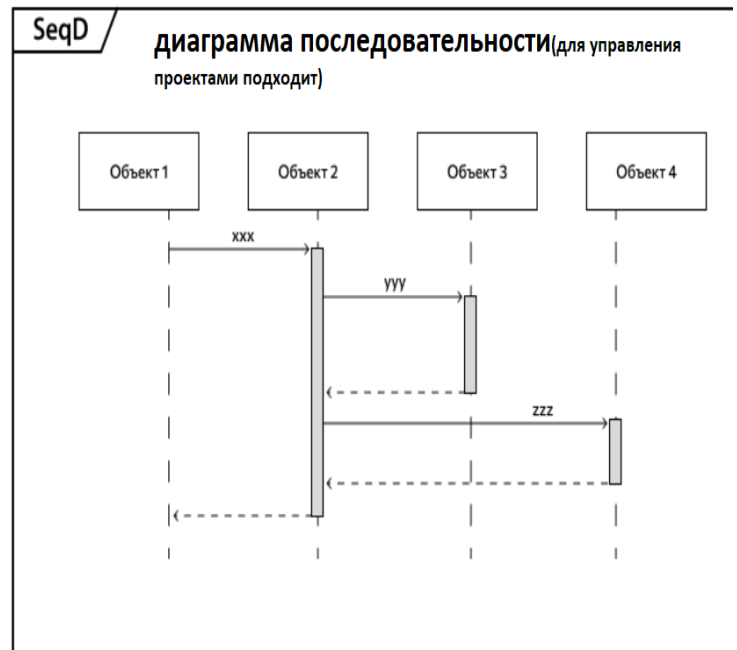 SeqD
диаграмма последовательности(для управления
проектами подходит)
Объект 1
Объект 2
Объект 3
Объект 4
xxx
yyy
zzz